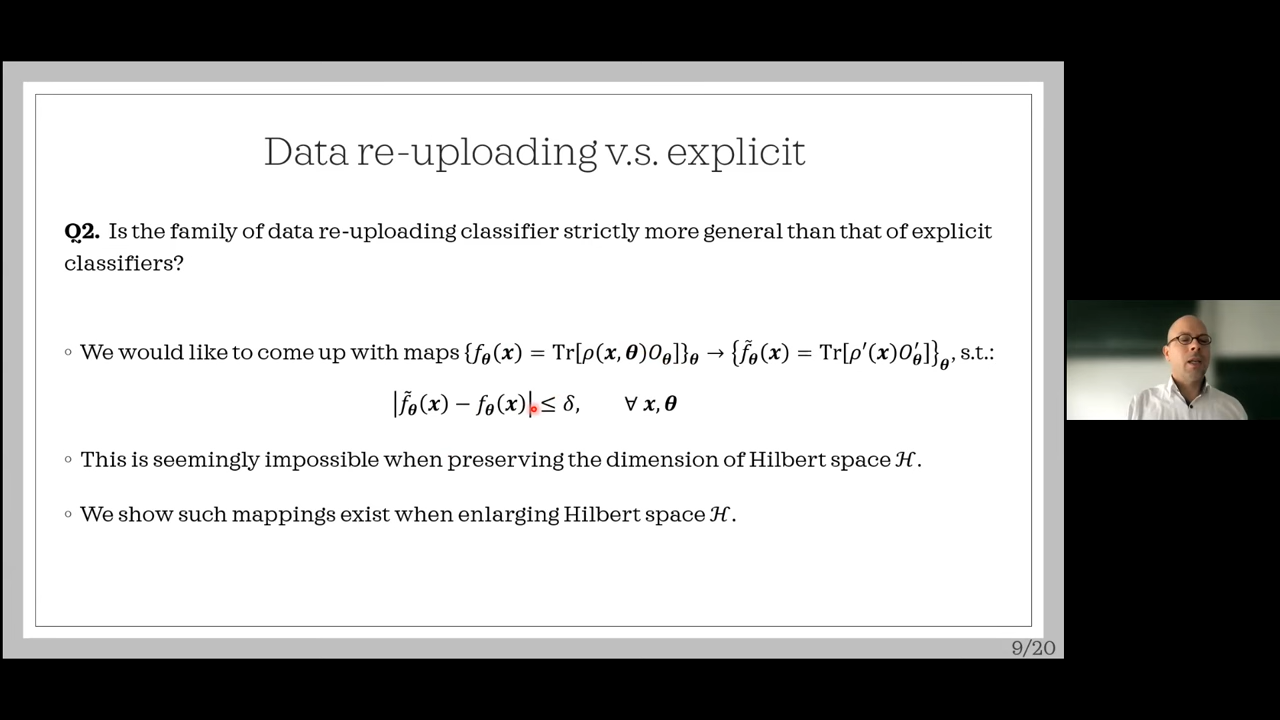 Data re-uploading v.s. explicit
Q2. Is the family of data re-uploading classifier strictly more general than that of explicit
classifiers?
◦ We would like to come up with maps {f_𝜽(𝒙) = Tr[ρ(𝒙, 𝜽)O_𝜽]}_𝜽 → {f̃_𝜽(𝒙) = Tr[ρ′(𝒙)O′_𝜽]}_𝜽, s.t.:
|f̃_𝜽(𝒙) − f_𝜽(𝒙)| ≤ δ, ∀ 𝒙, 𝜽
◦ This is seemingly impossible when preserving the dimension of Hilbert space ℋ.
◦ We show such mappings exist when enlarging Hilbert space ℋ.
9/20